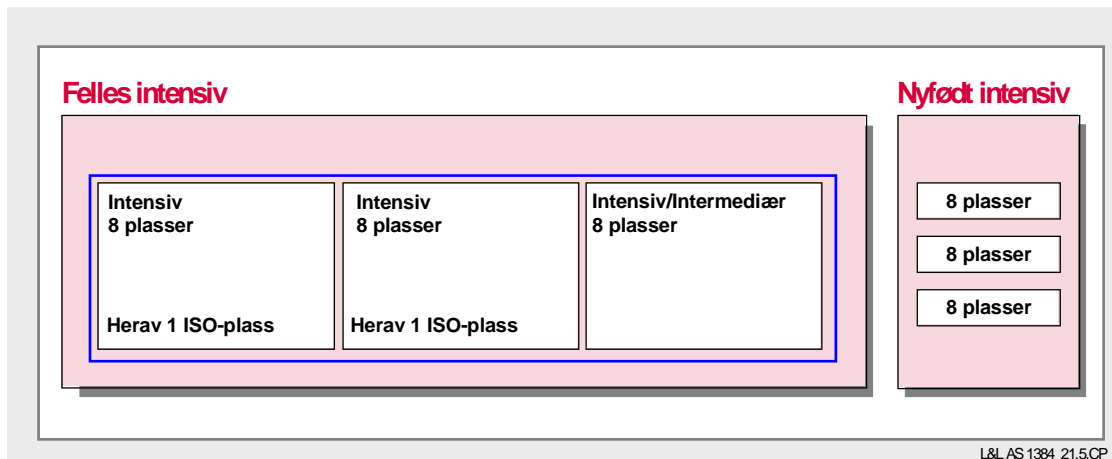 Felles intensiv
Nyfødt intensiv
Intensiv
8 plasser
Herav 1 ISO-plass
Intensiv
8 plasser
Herav 1 ISO-plass
Intensiv/Intermediær
8 plasser
8 plasser
8 plasser
8 plasser
L&L AS 1384 21.5.CP